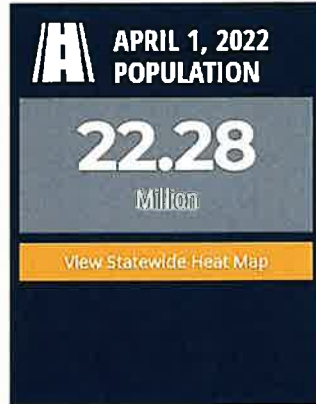 APRIL 1, 2022
POPULATION
22.28
Million
View Statewide Heat Map